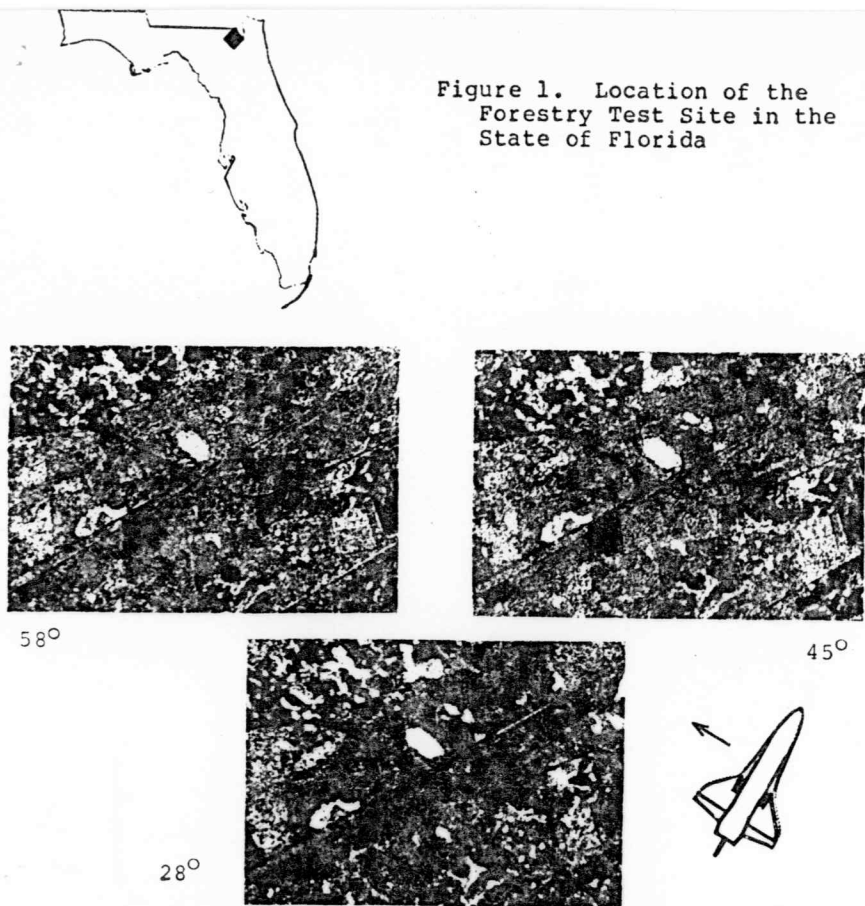 Figure 1. Location of the
Forestry Test Site in the
State of Florida
58°
45°
28°